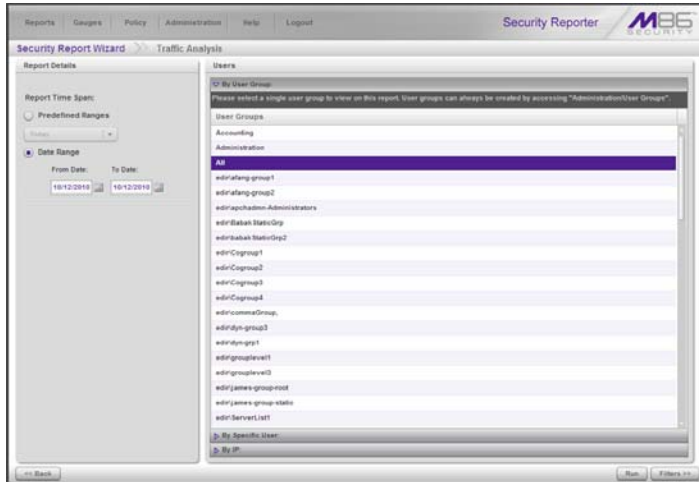 Reports Gauges Policy Administration Help Logout
Security Reporter
M86
SECURITY
Security Report Wizard
Traffic Analysis
Report Details
Users
By User Group:
Please select a single user group to view on this report. User groups can always be created by accessing "Administration/User Groups".
Report Time Span:
Predefined Ranges
Today
Date Range
From Date: To Date:
10/12/2010 10/12/2010
User Groups
Accounting
Administration
All
edir\afang-group1
edir\afang-group2
edir\apchadmn-Administrators
edir\Babak StaticGrp
edir\babak StaticGrp2
edir\Cogroup1
edir\Cogroup2
edir\Cogroup3
edir\Cogroup4
edir\commaGroup,
edir\dyn-group3
edir\dyn-grp1
edir\grouplevel1
edir\grouplevel3
edir\james-group-root
edir\james-group-static
edir\ServerList1
By Specific User:
By IP:
<< Back
Run
Filters >>